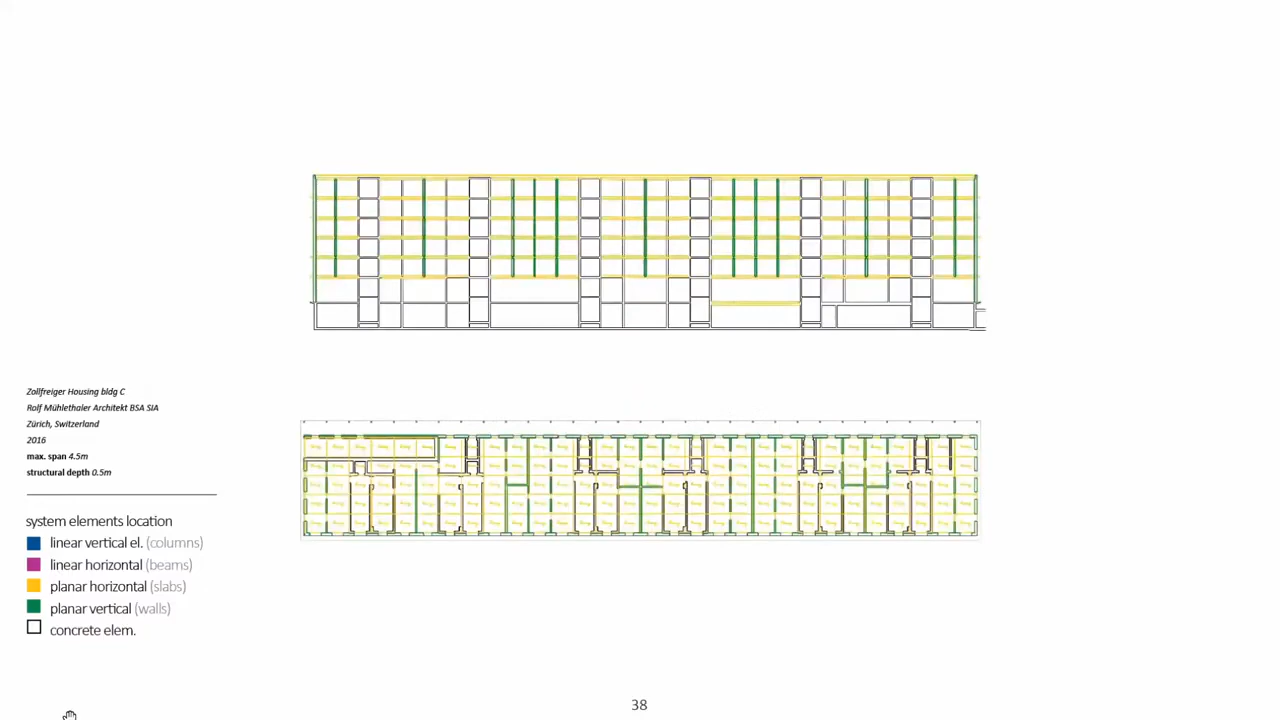 Zollfreiger Housing bldg C
Rolf Mühlethaler Architekt BSA SIA
Zürich, Switzerland
2016
max. span 4.5m
structural depth 0.5m
system elements location
linear vertical el. (columns)
linear horizontal (beams)
planar horizontal (slabs)
planar vertical (walls)
concrete elem.
38